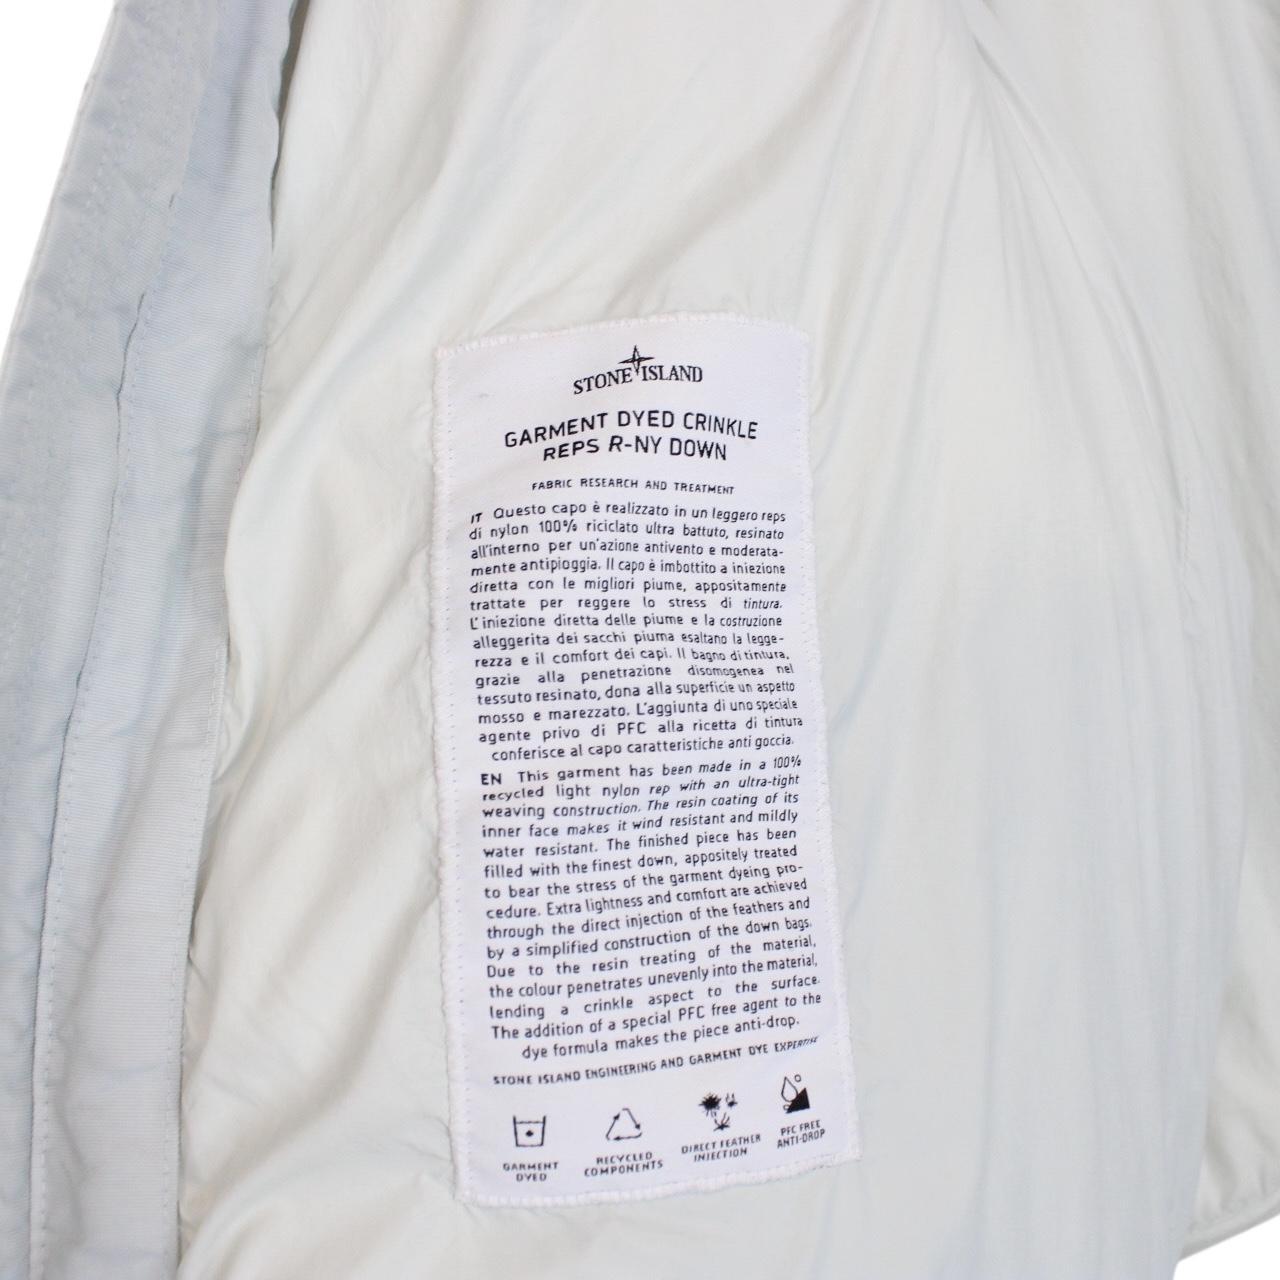 STONE ISLAND
GARMENT DYED CRINKLE
REPS R-NY DOWN
FABRIC RESEARCH AND TREATMENT
IT Questo capo è realizzato in un leggero reps
di nylon 100% riciclato ultra battuto, resinato
all'interno per un'azione antivento e moderata-
mente antipioggia. Il capo è imbottito a iniezione
diretta con le migliori piume, appositamente
trattate per reggere lo stress di tintura.
L'iniezione diretta delle piume e la costruzione
alleggerita dei sacchi piuma esaltano la legge-
rezza e il comfort dei capi. Il bagno di tintura,
grazie alla penetrazione disomogenea nel
tessuto resinato, dona alla superficie un aspetto
mosso e marezzato. L'aggiunta di uno speciale
agente privo di PFC alla ricetta di tintura
conferisce al capo caratteristiche anti goccia.
EN This garment has been made in a 100%
recycled light nylon rep with an ultra-tight
weaving construction. The resin coating of its
inner face makes it wind resistant and mildly
water resistant. The finished piece has been
filled with the finest down, appositely treated
to bear the stress of the garment dyeing pro-
cedure. Extra lightness and comfort are achieved
through the direct injection of the feathers and
by a simplified construction of the down bags.
Due to the resin treating of the material,
the colour penetrates unevenly into the material,
lending a crinkle aspect to the surface.
The addition of a special PFC free agent to the
dye formula makes the piece anti-drop.
STONE ISLAND ENGINEERING AND GARMENT DYE EXPERTISE
GARMENT
DYED
RECYCLED
COMPONENTS
DIRECT FEATHER
INJECTION
PFC FREE
ANTI-DROP